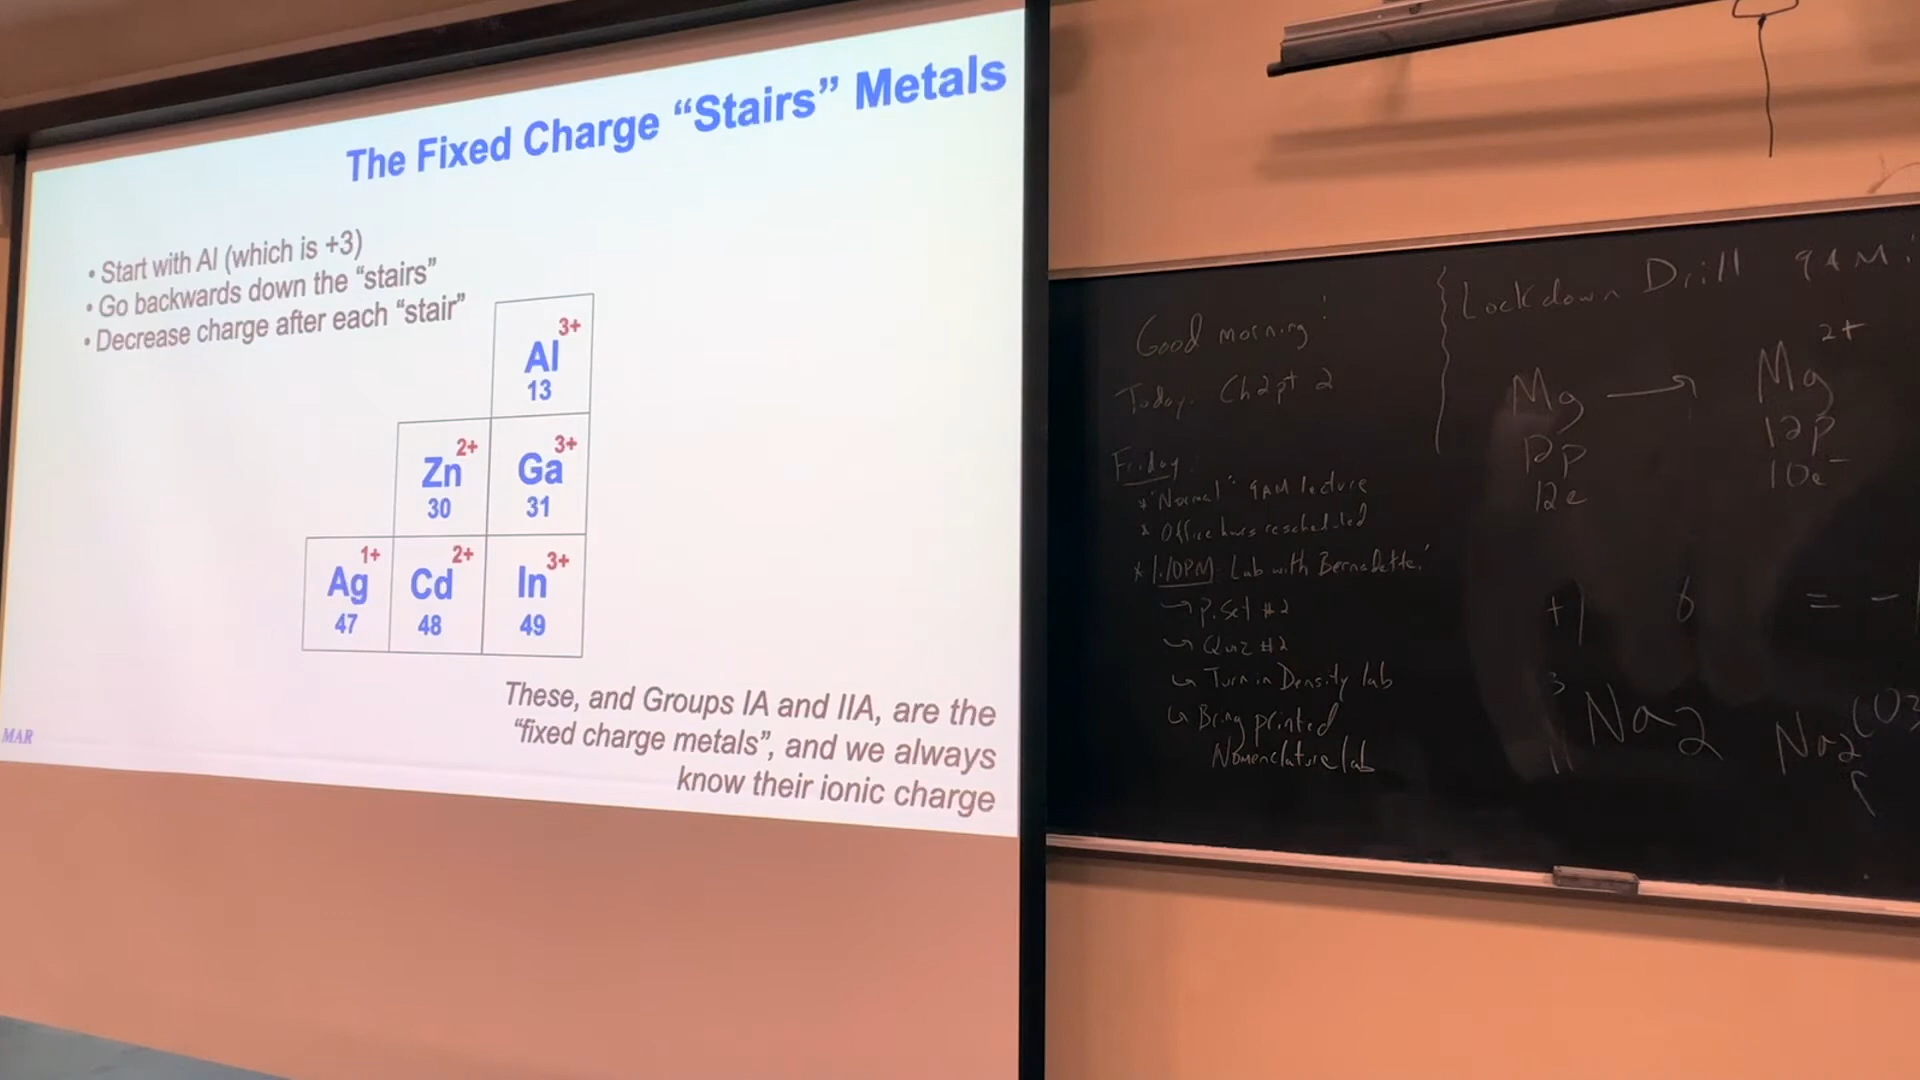 The Fixed Charge “Stairs” Metals
• Start with Al (which is +3)
• Go backwards down the “stairs”
• Decrease charge after each “stair”
3+
Al
13
2+
Zn
30
3+
Ga
31
1+
Ag
47
2+
Cd
48
3+
In
49
These, and Groups IA and IIA, are the
“fixed charge metals”, and we always
know their ionic charge
MAR
Good morning!
Today: Chapt 2
Friday:
* "Normal" 9AM lecture
* Office hours rescheduled
* 1:10PM Lab with Bernadette!
↳ P. Set #2
↳ Quiz #2
↳ Turn in Density lab
↳ Bring printed
Nomenclature lab
Lockdown Drill 9AM!
Mg → Mg 2+
12p 12p
12e 10e⁻
+1 6 = -
3
11 Na2 Na2